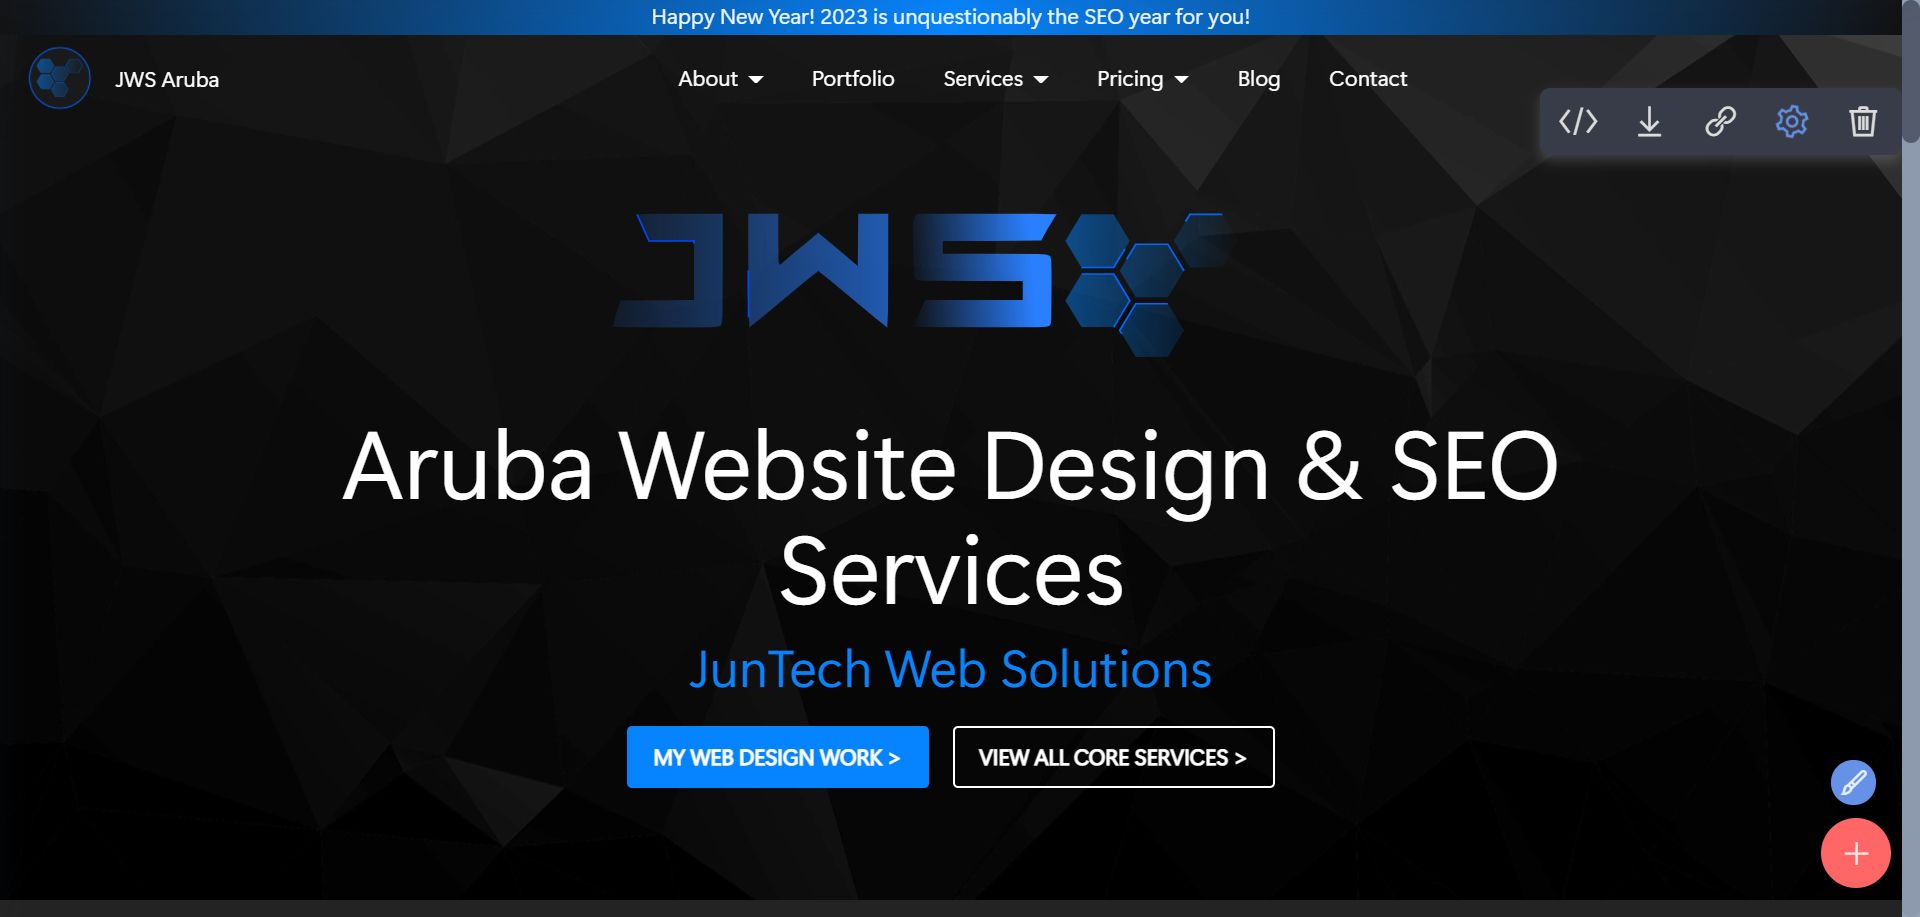 Happy New Year! 2023 is unquestionably the SEO year for you!
JWS Aruba
About
Portfolio
Services
Pricing
Blog
Contact
JWS
Aruba Website Design & SEO
Services
JunTech Web Solutions
MY WEB DESIGN WORK >
VIEW ALL CORE SERVICES >